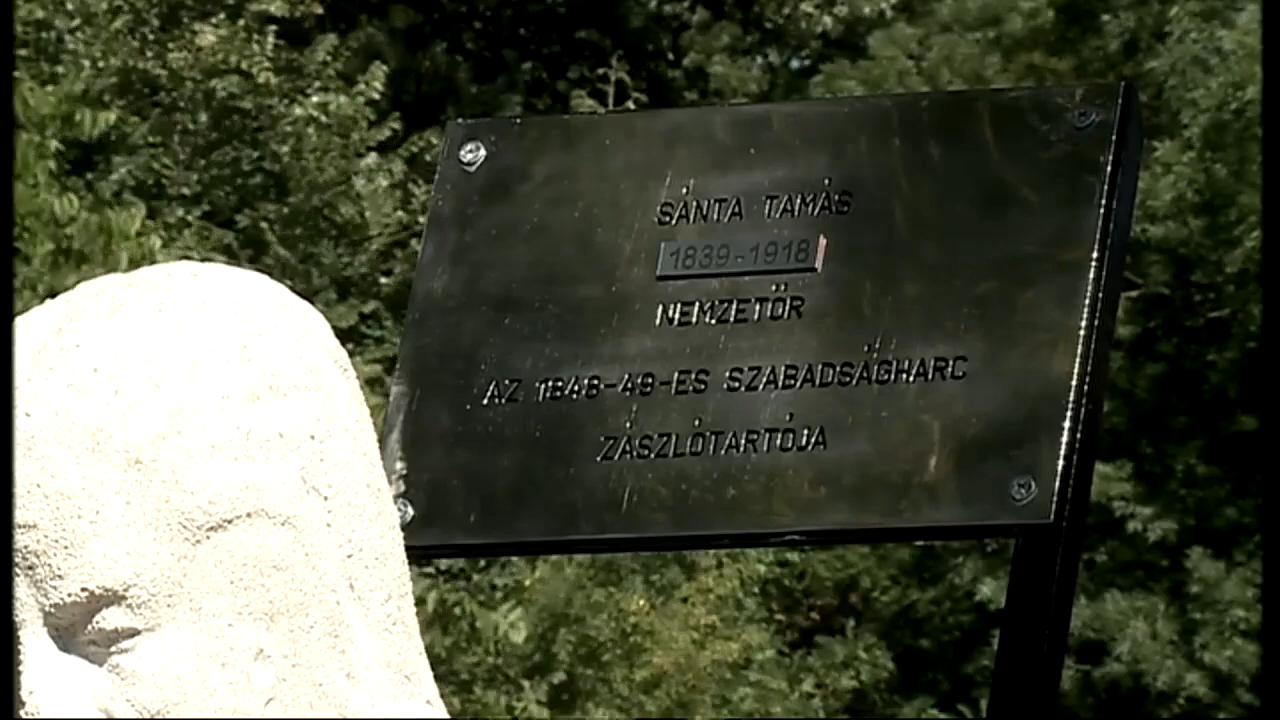 SÁNTA TAMÁS
1839-1918
NEMZETŐR
AZ 1848-49-ES SZABADSÁGHARC
ZÁSZLÓTARTÓJA